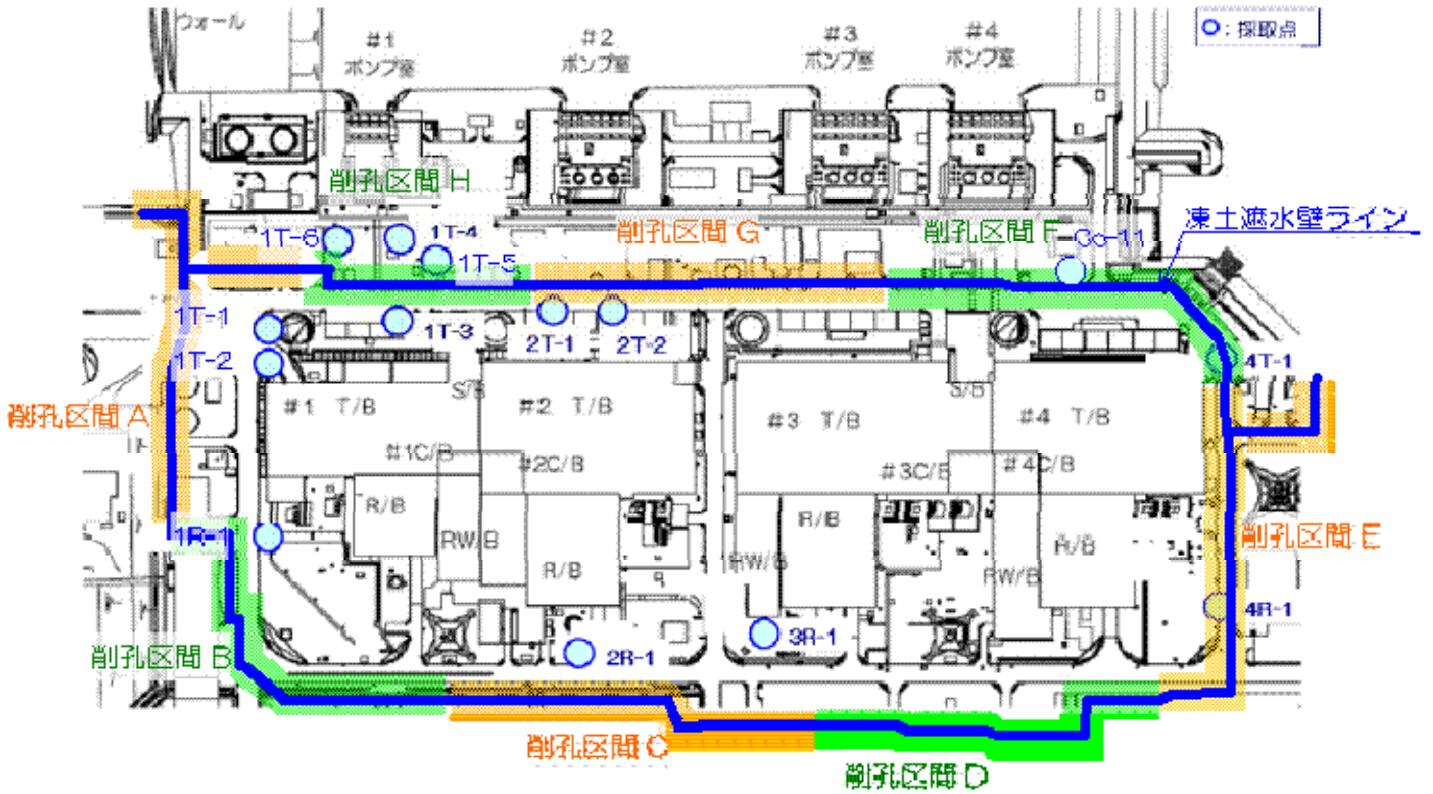 ウォール
#1
ポンプ室
#2
ポンプ室
#3
ポンプ室
#4
ポンプ室
○:採取点
削孔区間 H
1T-6
1T-4
1T-5
削孔区間 G
削孔区間 F
Co-11
凍土遮水壁ライン
1T-1
1T-3
2T-1
2T-2
1T-2
4T-1
S/B
S/B
削孔区間 A
#1 T/B
#2 T/B
#3 T/B
#4 T/B
#1C/B
#2C/B
#3C/B
#4C/B
R/B
R/B
1R-1
RW/B
R/B
RW/B
RW/B
R/B
削孔区間 E
4R-1
削孔区間 B
2R-1
3R-1
削孔区間 C
削孔区間 D